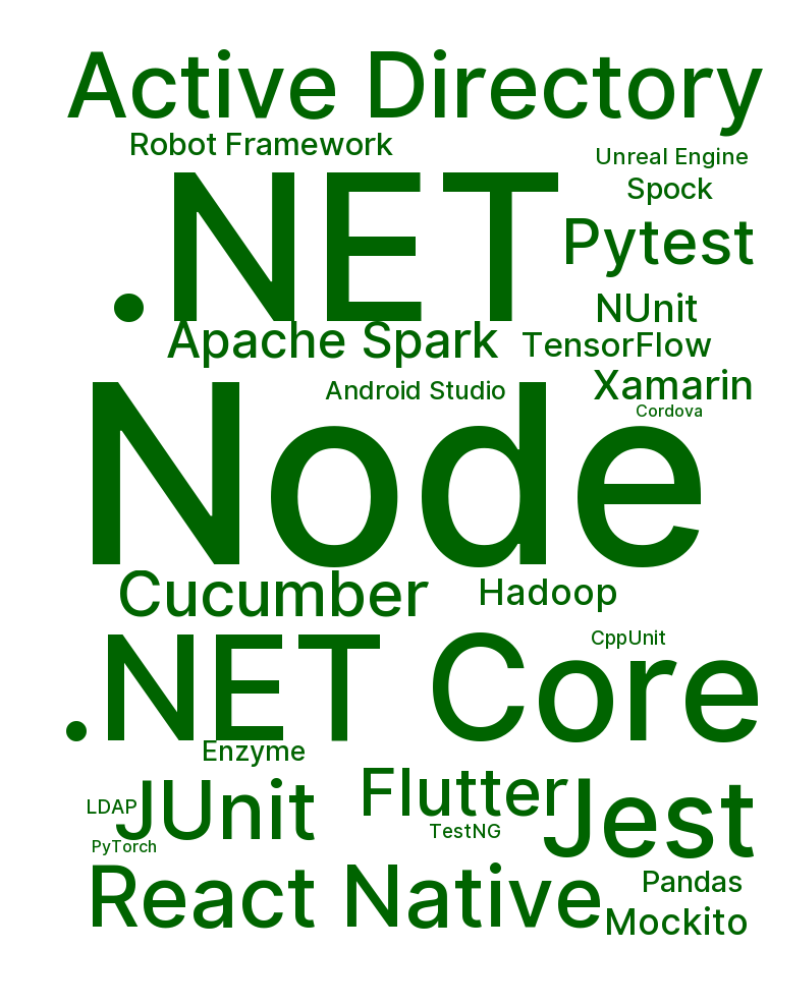 Active Directory
Robot Framework
Unreal Engine
.NET
Spock
Pytest
NUnit
Apache Spark
TensorFlow
Xamarin
Android Studio
Cordova
Node
Cucumber
Hadoop
CppUnit
.NET Core
Enzyme
Flutter
JUnit
LDAP
Jest
TestNG
PyTorch
React Native
Pandas
Mockito